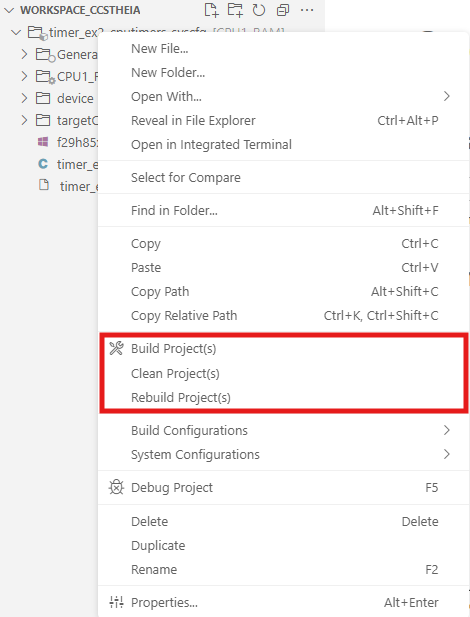 WORKSPACE_CCSTHEIA
timer_ex2_cputimers_syscfg [CPU1_RAM]
New File...
Genera
New Folder...
CPU1_R
Open With...
device
Reveal in File Explorer Ctrl+Alt+P
targetC
Open in Integrated Terminal
f29h85
timer_e
Select for Compare
timer_e
Find in Folder... Alt+Shift+F
Copy Ctrl+C
Paste Ctrl+V
Copy Path Alt+Shift+C
Copy Relative Path Ctrl+K, Ctrl+Shift+C
Build Project(s)
Clean Project(s)
Rebuild Project(s)
Build Configurations
System Configurations
Debug Project F5
Delete Delete
Duplicate
Rename F2
Properties... Alt+Enter